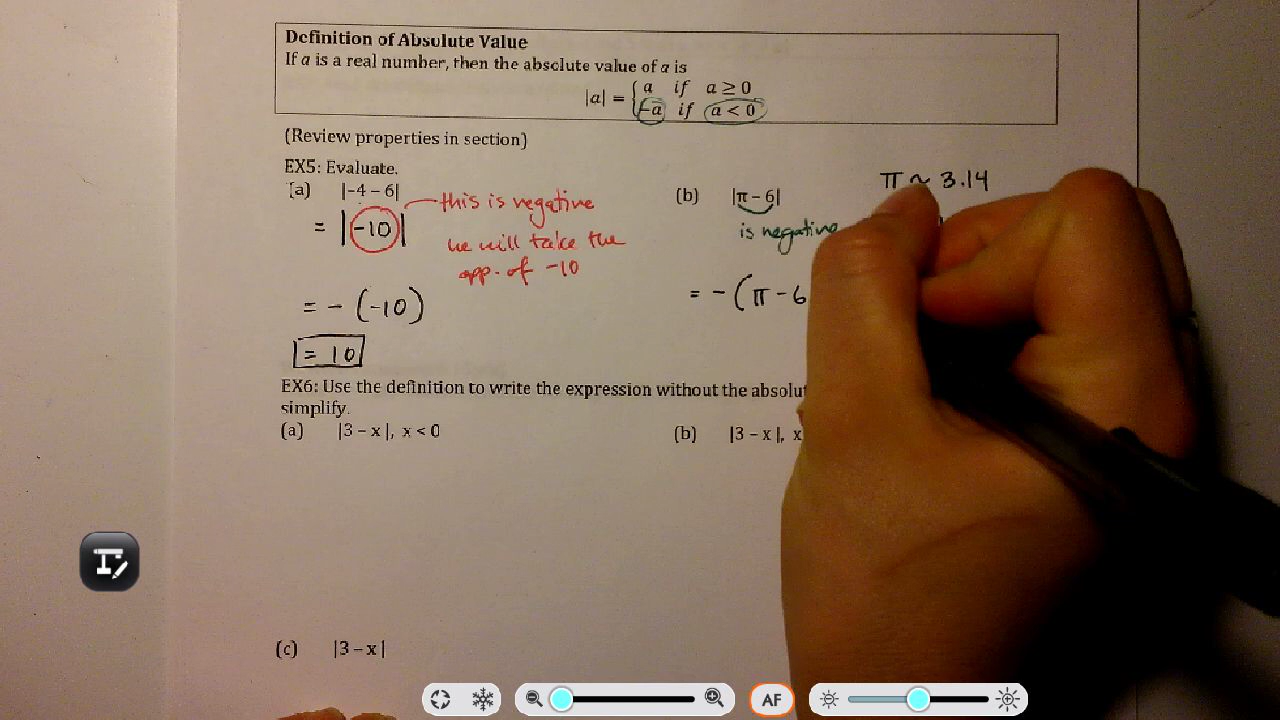 Definition of Absolute Value
If a is a real number, then the absolute value of a is
|a| = { a if a ≥ 0
-a if a < 0
(Review properties in section)
EX5: Evaluate.
(a) |-4 – 6|
= |-10|
this is negative
we will take the
opp. of -10
= - (-10)
= 10
(b) |π – 6|
π ~ 3.14
is negative
= - (π - 6
EX6: Use the definition to write the expression without the
simplify.
(a) |3 – x|, x < 0
(b) |3 – x|, x
(c) |3 – x|
AF